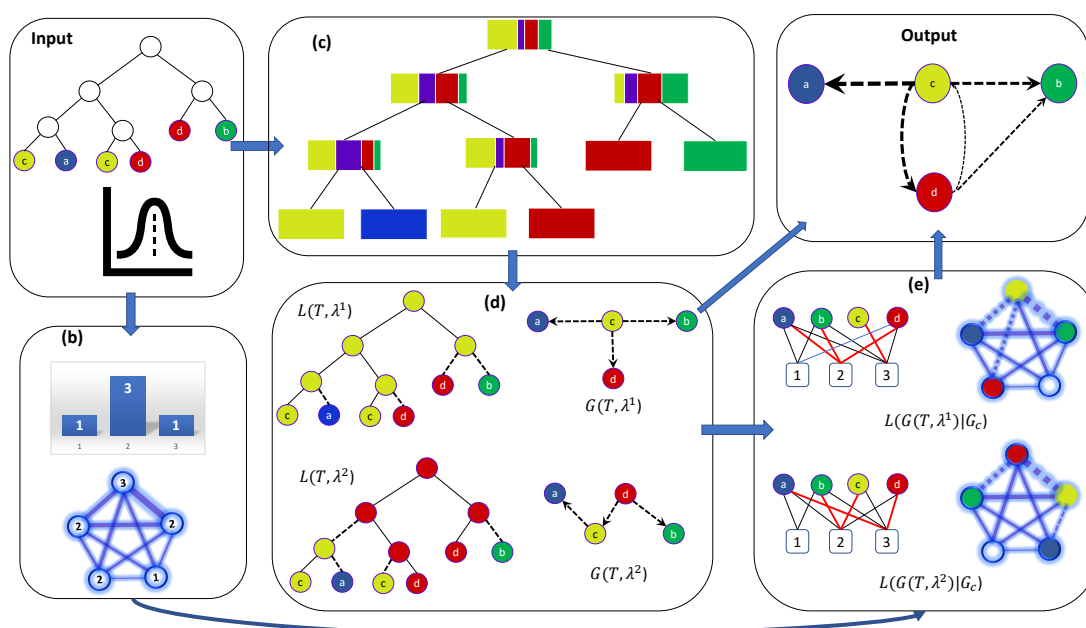 Input
d
b
c
a
c
d
(b)
3
1
1
1
2
3
3
2
2
2
1
(c)
(d)
L(T, λ¹)
d
b
c
a
c
d
a
c
b
d
G(T, λ¹)
L(T, λ²)
d
b
c
a
c
d
a
d
c
b
G(T, λ²)
Output
a
c
b
d
(e)
a
b
c
d
1
2
3
L(G(T, λ¹)|G_c)
a
b
c
d
1
2
3
L(G(T, λ²)|G_c)